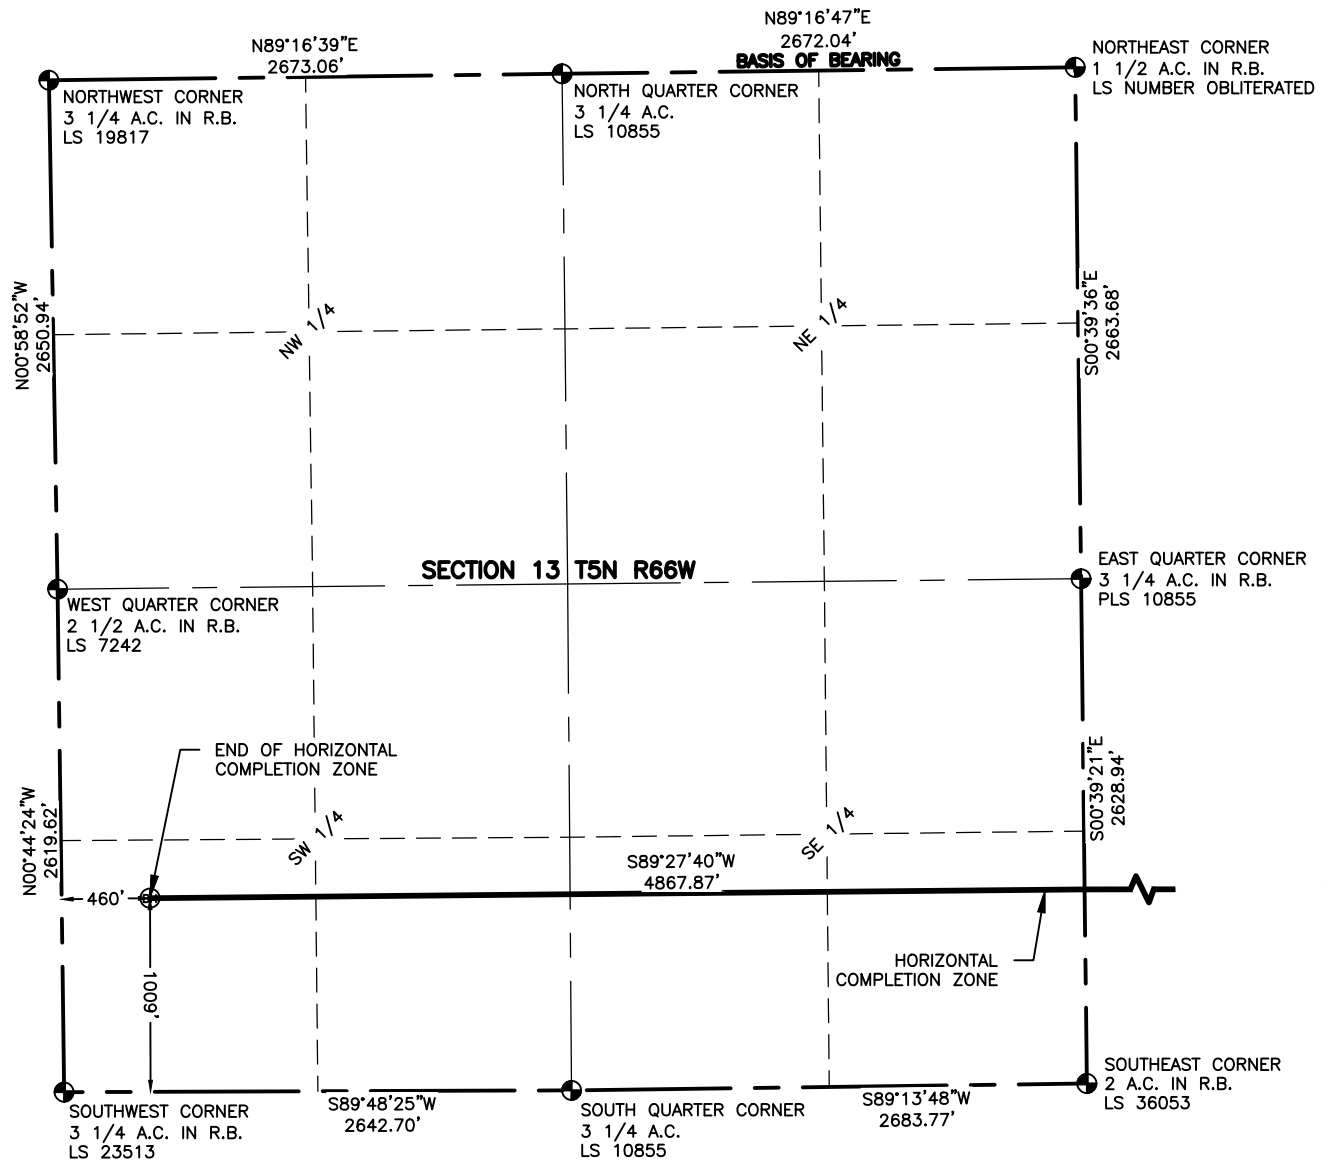 N89°16'39"E
2673.06'
N89°16'47"E
2672.04'
BASIS OF BEARING
NORTHWEST CORNER
3 1/4 A.C. IN R.B.
LS 19817
NORTH QUARTER CORNER
3 1/4 A.C.
LS 10855
NORTHEAST CORNER
1 1/2 A.C. IN R.B.
LS NUMBER OBLITERATED
N00°58'52"W
2650.94'
NW 1/4
NE 1/4
S00°39'36"E
2663.68'
SECTION 13 T5N R66W
WEST QUARTER CORNER
2 1/2 A.C. IN R.B.
LS 7242
EAST QUARTER CORNER
3 1/4 A.C. IN R.B.
PLS 10855
END OF HORIZONTAL
COMPLETION ZONE
N00°44'24"W
2619.62'
SW 1/4
SE 1/4
S00°39'21"E
2628.94'
S89°27'40"W
4867.87'
460'
1009'
HORIZONTAL
COMPLETION ZONE
SOUTHWEST CORNER
3 1/4 A.C. IN R.B.
LS 23513
S89°48'25"W
2642.70'
SOUTH QUARTER CORNER
3 1/4 A.C.
LS 10855
S89°13'48"W
2683.77'
SOUTHEAST CORNER
2 A.C. IN R.B.
LS 36053